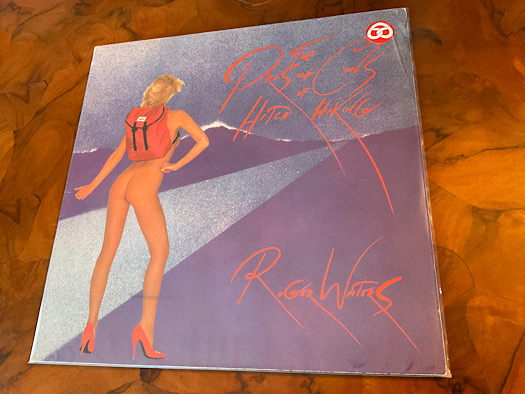 The
Pros and Cons
of
Hitch Hiking
Roger Waters